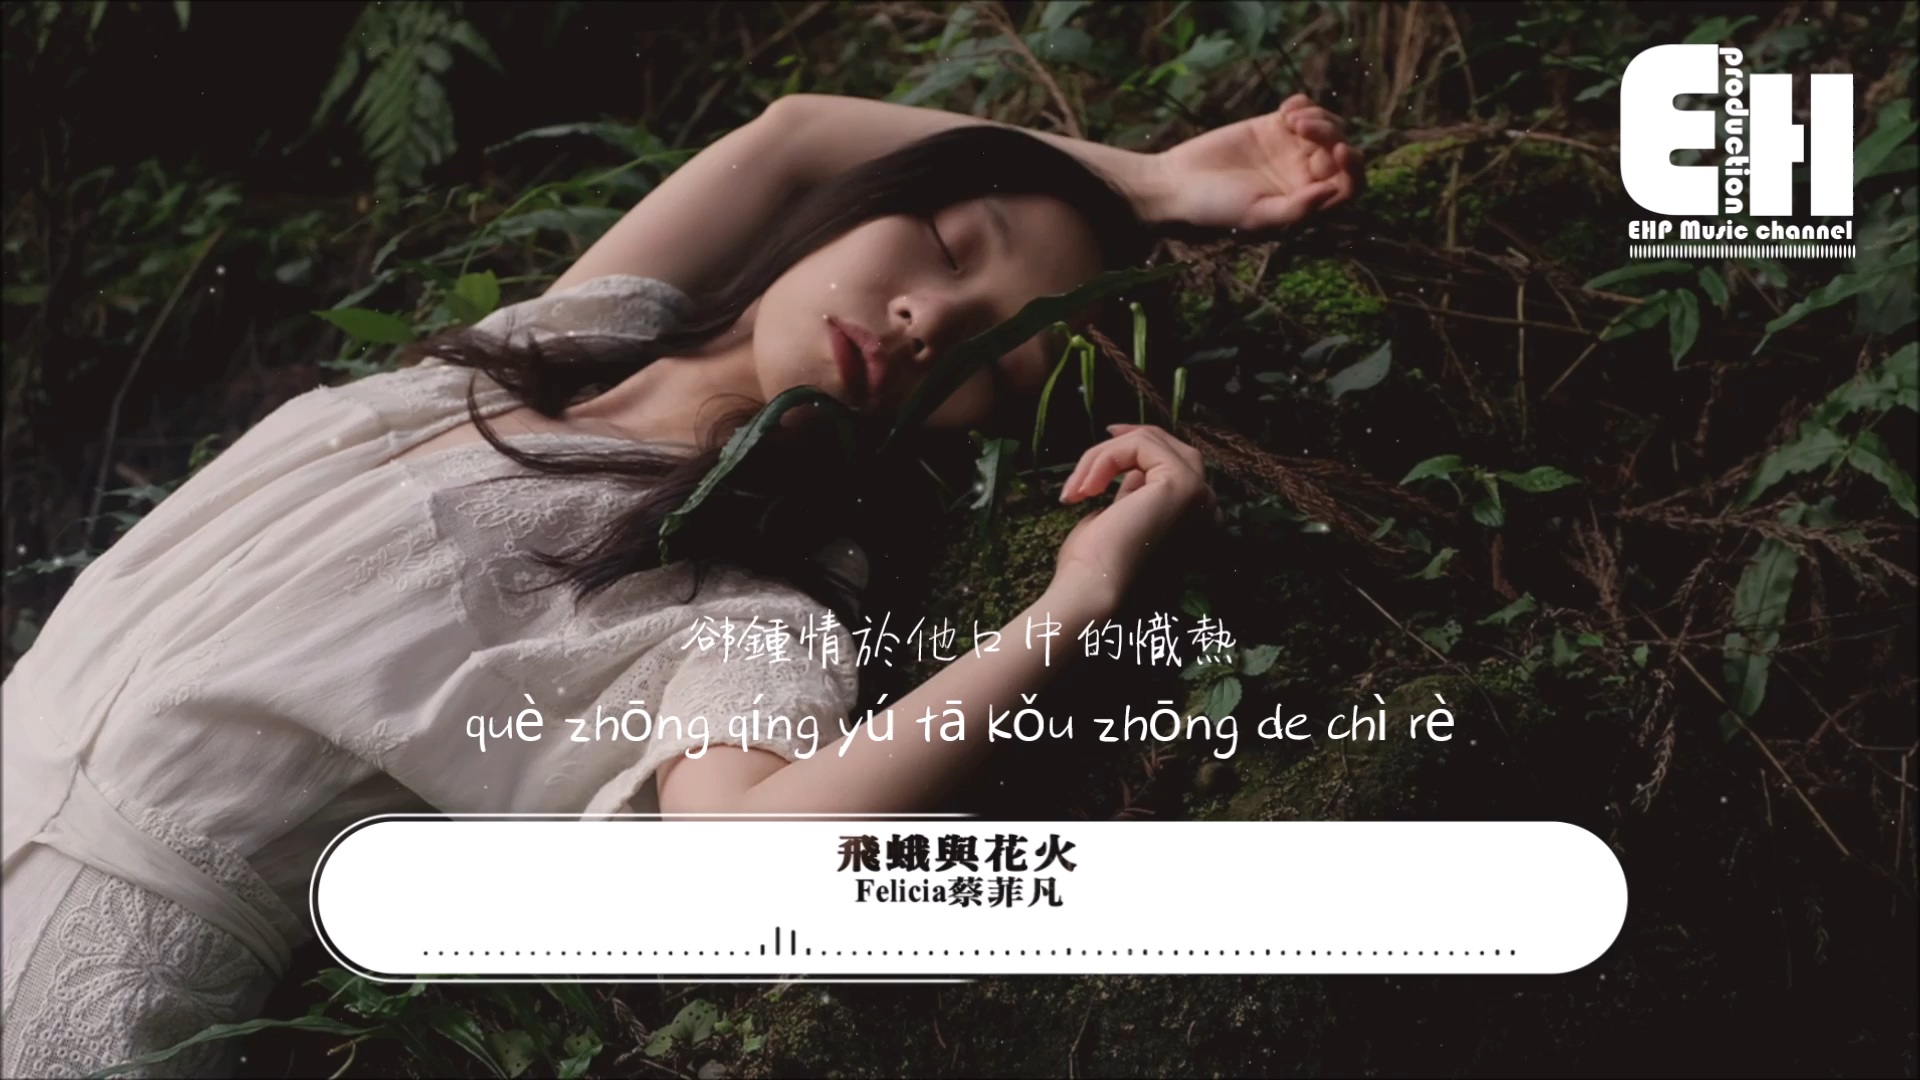 EH
production
EHP Music channel
卻鍾情於他口中的熾熱
què zhōng qíng yú tā kǒu zhōng de chì rè
飛蛾與花火
Felicia蔡菲凡